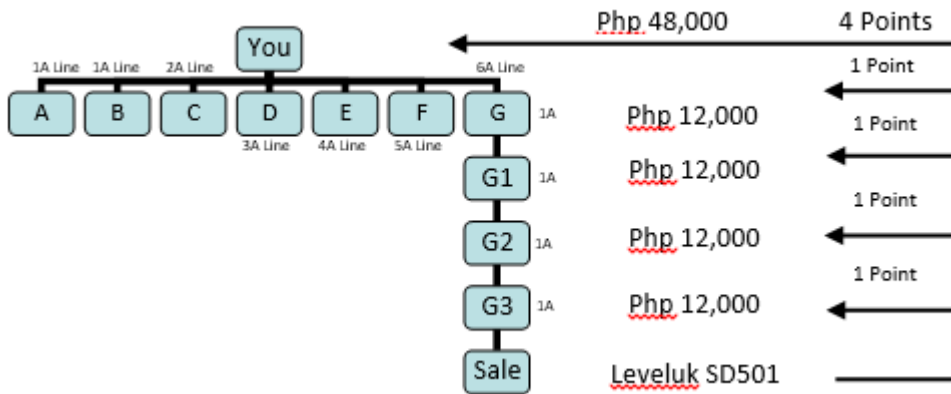 Php 48,000 4 Points
You
1A Line 1A Line 2A Line 6A Line 1 Point
A B C D E F G 1A Php 12,000
3A Line 4A Line 5A Line 1 Point
G1 1A Php 12,000
1 Point
G2 1A Php 12,000
1 Point
G3 1A Php 12,000
Sale Leveluk SD501